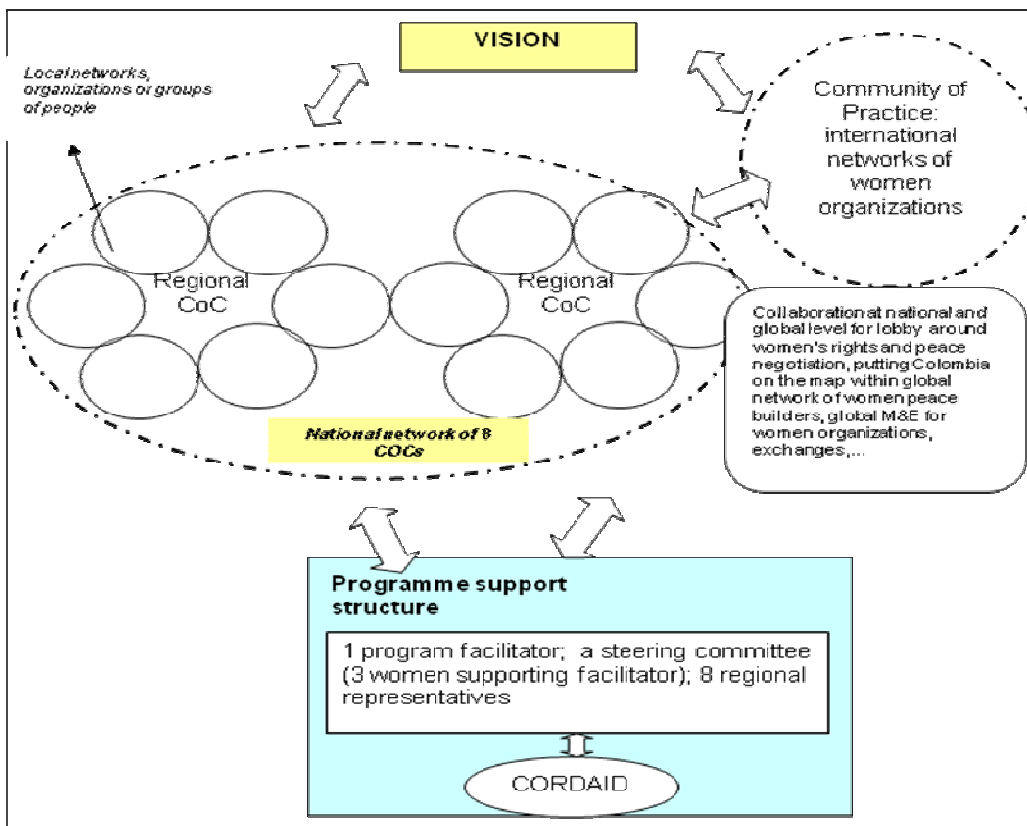 VISION
Local networks,
organizations or groups
of people
Community of
Practice:
international
networks of
women
organizations
Regional
CoC
Regional
CoC
Collaboration at national and
global level for lobby around
women's rights and peace
negotiation, putting Colombia
on the map within global
network of women peace
builders, global M&E for
women organizations,
exchanges,...
National network of 8
COCs
Programme support
structure
1 program facilitator; a steering committee
(3 women supporting facilitator); 8 regional
representatives
CORDAID